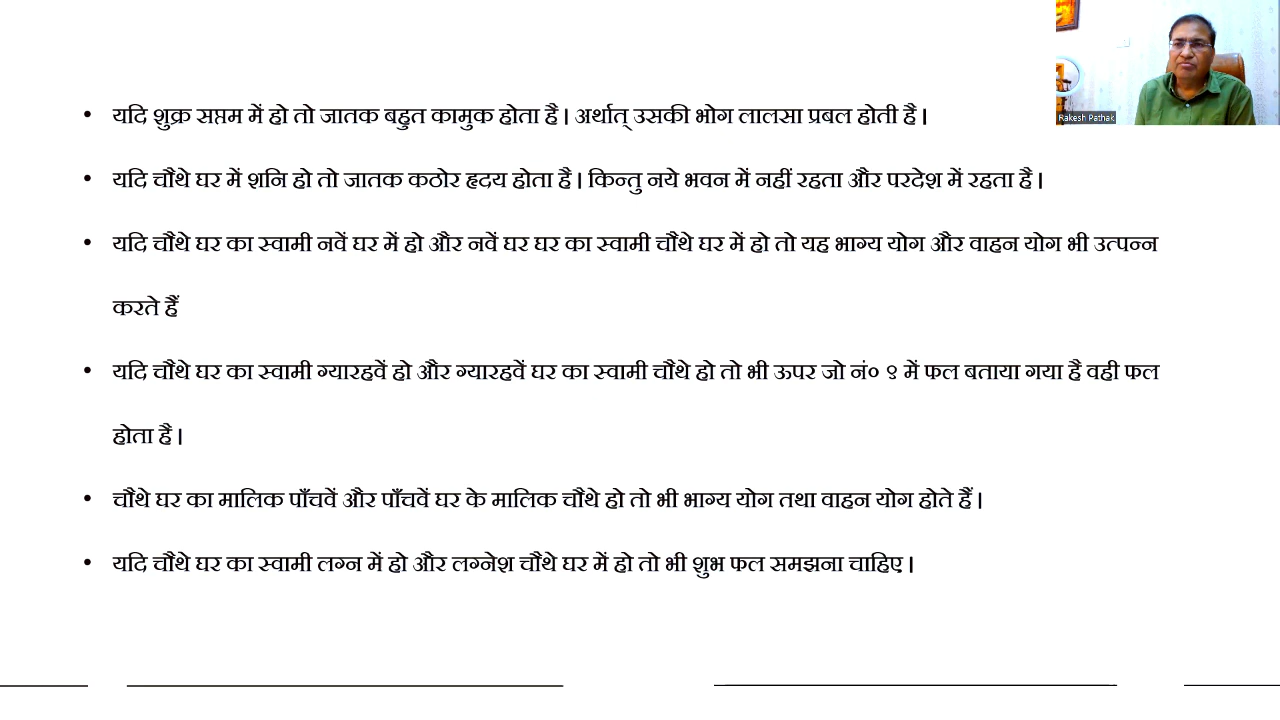 • यदि शुक्र सप्तम में हो तो जातक बहुत कामुक होता है। अर्थात् उसकी भोग लालसा प्रबल होती है।
• यदि चौथे घर में शनि हो तो जातक कठोर हृदय होता है। किन्तु नये भवन में नहीं रहता और परदेश में रहता है।
• यदि चौथे घर का स्वामी नवें घर में हो और नवें घर घर का स्वामी चौथे घर में हो तो यह भाग्य योग और वाहन योग भी उत्पन्न
करते हैं
• यदि चौथे घर का स्वामी ग्यारहवें हो और ग्यारहवें घर का स्वामी चौथे हो तो भी ऊपर जो नं० ९ में फल बताया गया है वही फल
होता है।
• चौथे घर का मालिक पाँचवें और पाँचवें घर के मालिक चौथे हो तो भी भाग्य योग तथा वाहन योग होते हैं।
• यदि चौथे घर का स्वामी लग्न में हो और लग्नेश चौथे घर में हो तो भी शुभ फल समझना चाहिए।
Rakesh Pathak